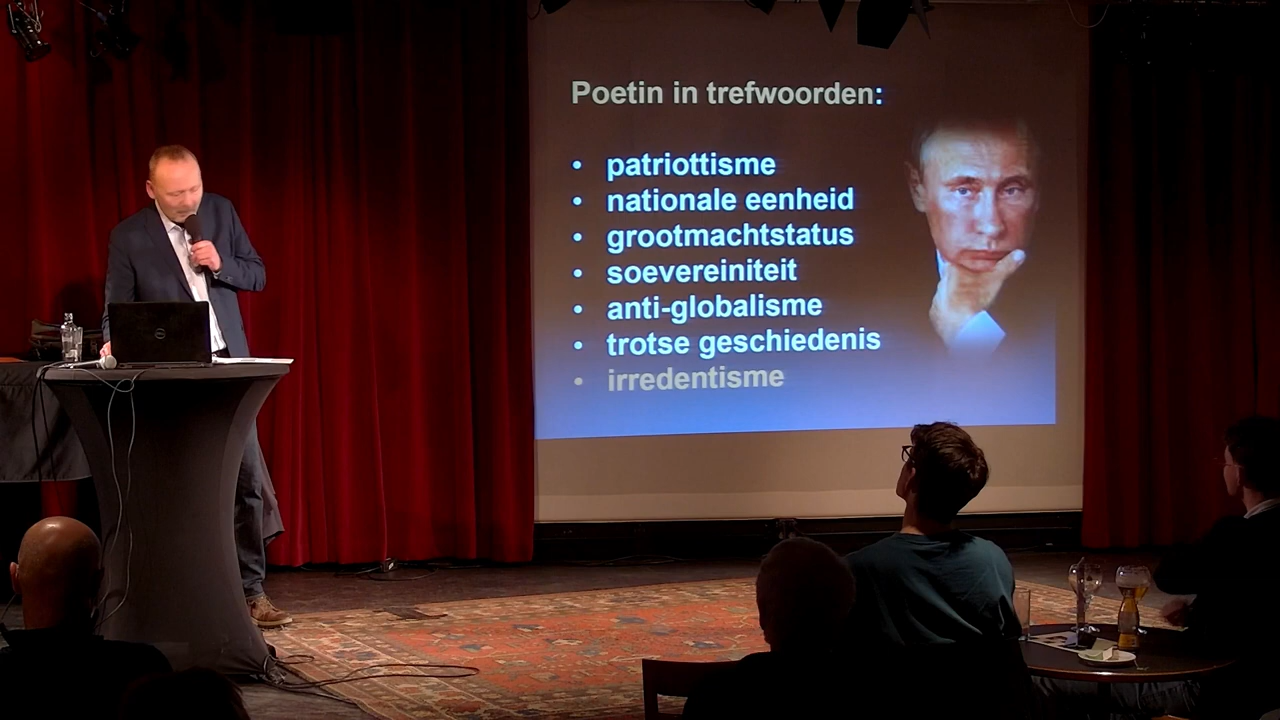 Poetin in trefwoorden:
• patriottisme
• nationale eenheid
• grootmachtstatus
• soevereiniteit
• anti-globalisme
• trotse geschiedenis
• irredentisme